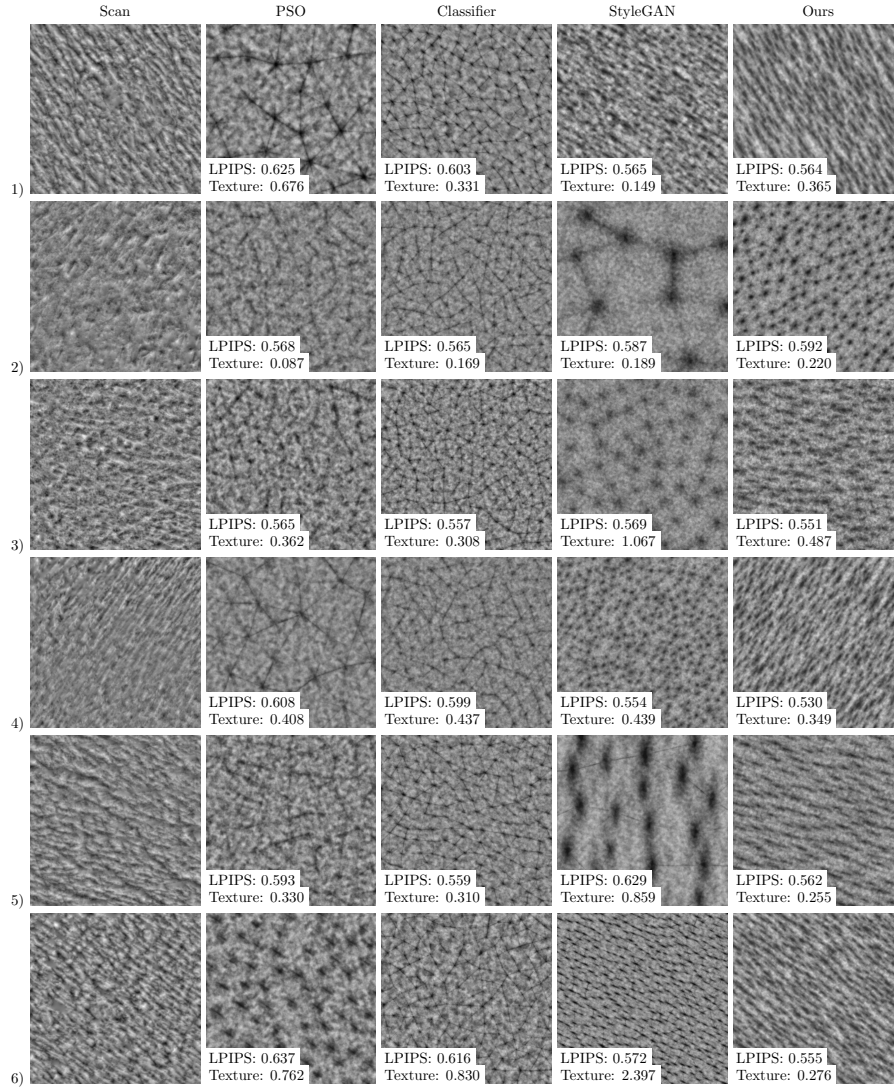 Scan PSO Classifier StyleGAN Ours
LPIPS: 0.625 LPIPS: 0.603 LPIPS: 0.565 LPIPS: 0.564
1) Texture: 0.676 Texture: 0.331 Texture: 0.149 Texture: 0.365
LPIPS: 0.568 LPIPS: 0.565 LPIPS: 0.587 LPIPS: 0.592
2) Texture: 0.087 Texture: 0.169 Texture: 0.189 Texture: 0.220
LPIPS: 0.565 LPIPS: 0.557 LPIPS: 0.569 LPIPS: 0.551
3) Texture: 0.362 Texture: 0.308 Texture: 1.067 Texture: 0.487
LPIPS: 0.608 LPIPS: 0.599 LPIPS: 0.554 LPIPS: 0.530
4) Texture: 0.408 Texture: 0.437 Texture: 0.439 Texture: 0.349
LPIPS: 0.593 LPIPS: 0.559 LPIPS: 0.629 LPIPS: 0.562
5) Texture: 0.330 Texture: 0.310 Texture: 0.859 Texture: 0.255
LPIPS: 0.637 LPIPS: 0.616 LPIPS: 0.572 LPIPS: 0.555
6) Texture: 0.762 Texture: 0.830 Texture: 2.397 Texture: 0.276